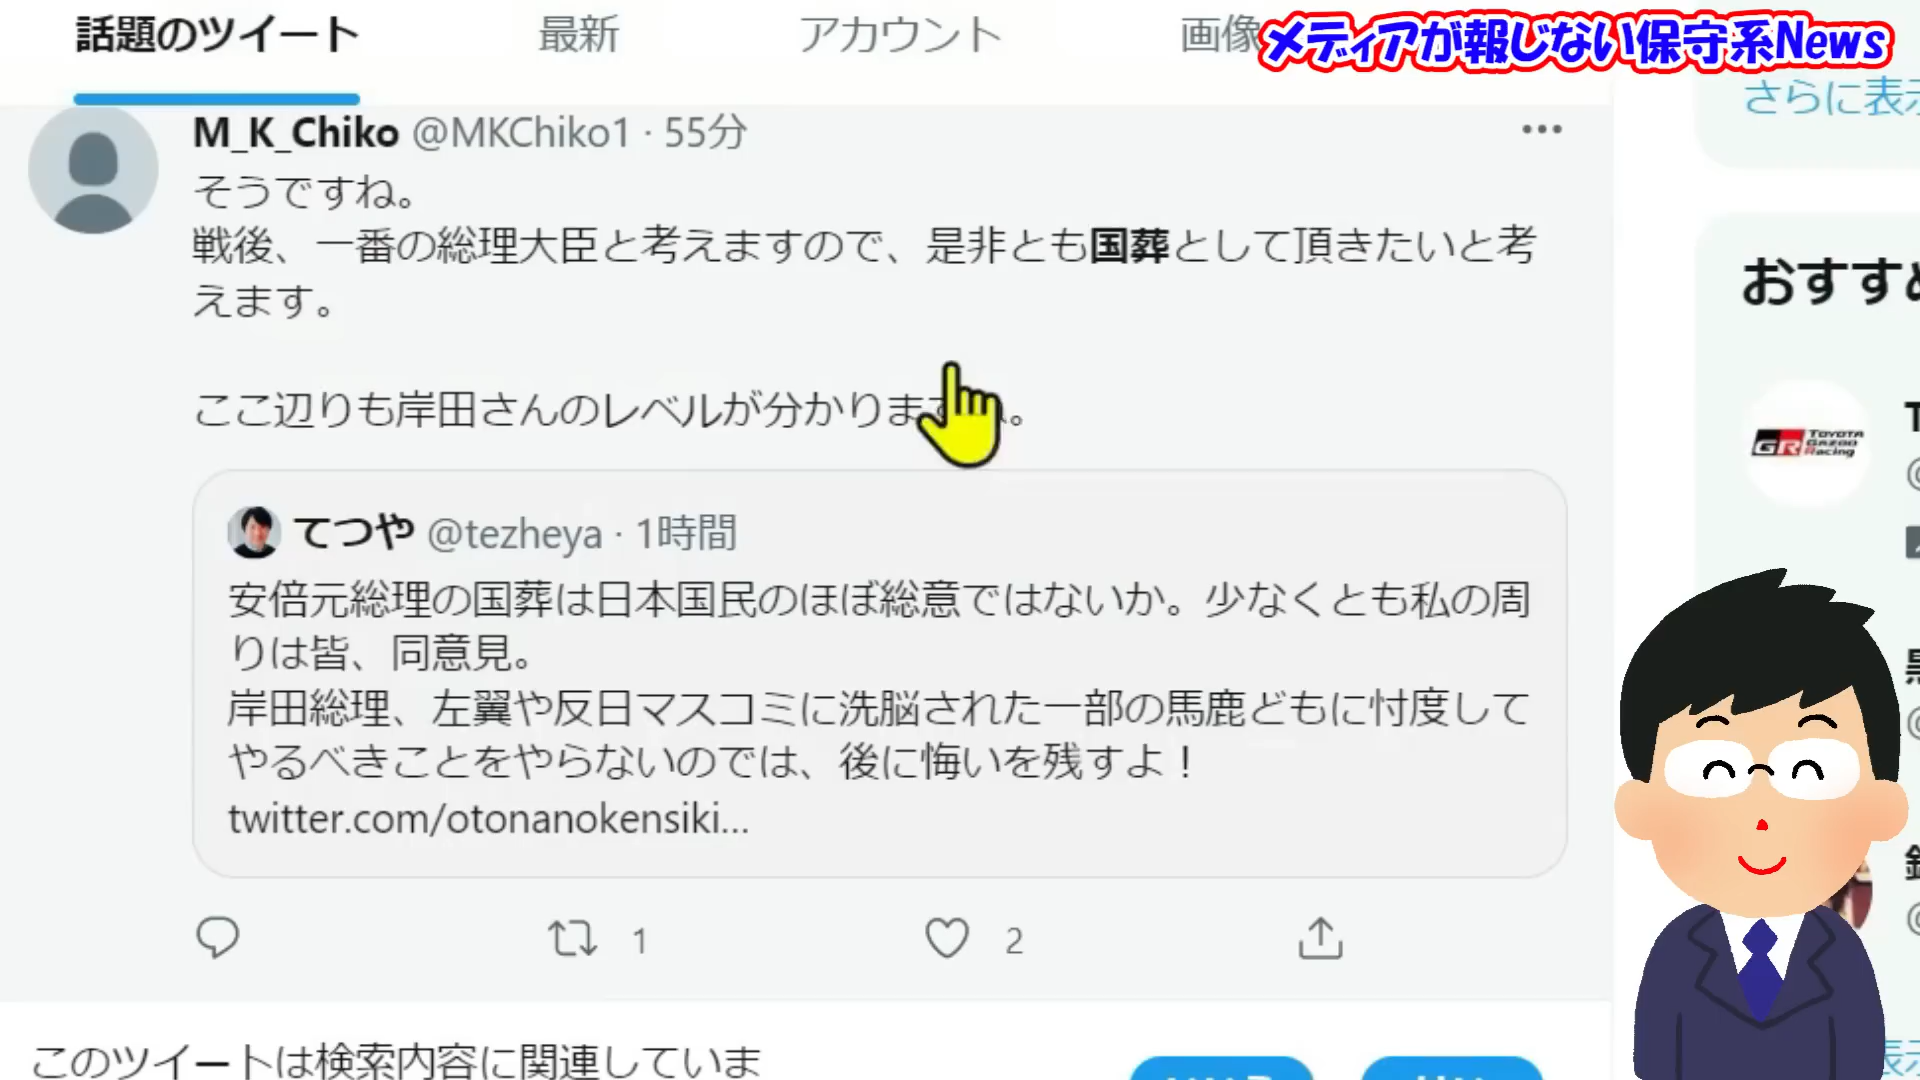 話題のツイート
最新
アカウント
画像
メディアが報じない保守系News
さらに表示
M_K_Chiko @MKChiko1 · 55分
そうですね。
戦後、一番の総理大臣と考えますので、是非とも国葬として頂きたいと考
えます。
ここ辺りも岸田さんのレベルが分かりま
。
てつや @tezheya · 1時間
安倍元総理の国葬は日本国民のほぼ総意ではないか。少なくとも私の周
りは皆、同意見。
岸田総理、左翼や反日マスコミに洗脳された一部の馬鹿どもに忖度して
やるべきことをやらないのでは、後に悔いを残すよ！
twitter.com/otonanokensiki...
1
2
このツイートは検索内容に関連していま
おすすめ
GR TOYOTA
GAZOO
Racing